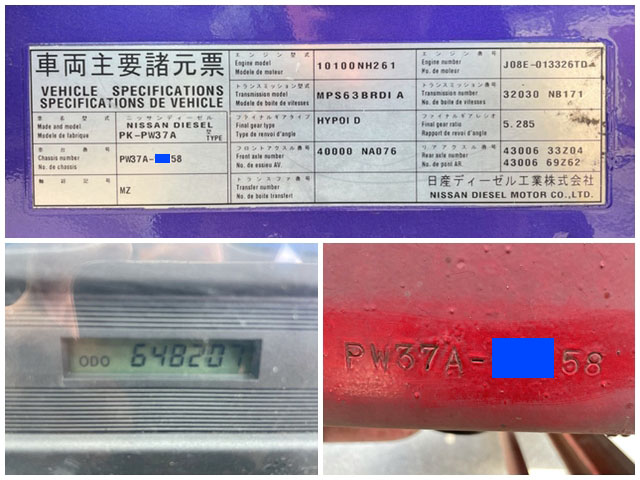 車両主要諸元票
VEHICLE SPECIFICATIONS
SPECIFICATIONS DE VEHICLE
車名型式
Made and model
Modele de fabrique
ニッサンディーゼル
NISSAN DIESEL
PK-PW37A
型
TYPE
車台番号
Chassis number
No. de chassis
PW37A-
58
MZ
エンジン型式
Engine model
Modele de moteur
10100NH261
エンジン番号
Engine number
No. de moteur
J08E-013326TD
トランスミッション型式
Transmission model
Modele de boite de vitesses
MPS63BRDI A
トランスミッション番号
Transmission number
No. de boite de vitesses
32030 NB171
ファイナルギアタイプ
Final gear type
Type de renvoi d'angle
HYPOI D
ファイナルギアレシオ
Final gear ratio
Rapport de renvoi d'angle
5.285
フロントアクスル番号
Front axle number
No. de essieu AV.
40000 NA076
リアアクスル番号
Rear axle number
No. de pont AR.
43006 33Z04
43006 69Z62
トランスファ番号
Transfer number
No. de boite transfert
日産ディーゼル工業株式会社
NISSAN DIESEL MOTOR CO.,LTD.
ODO 648207
PW37A-
58